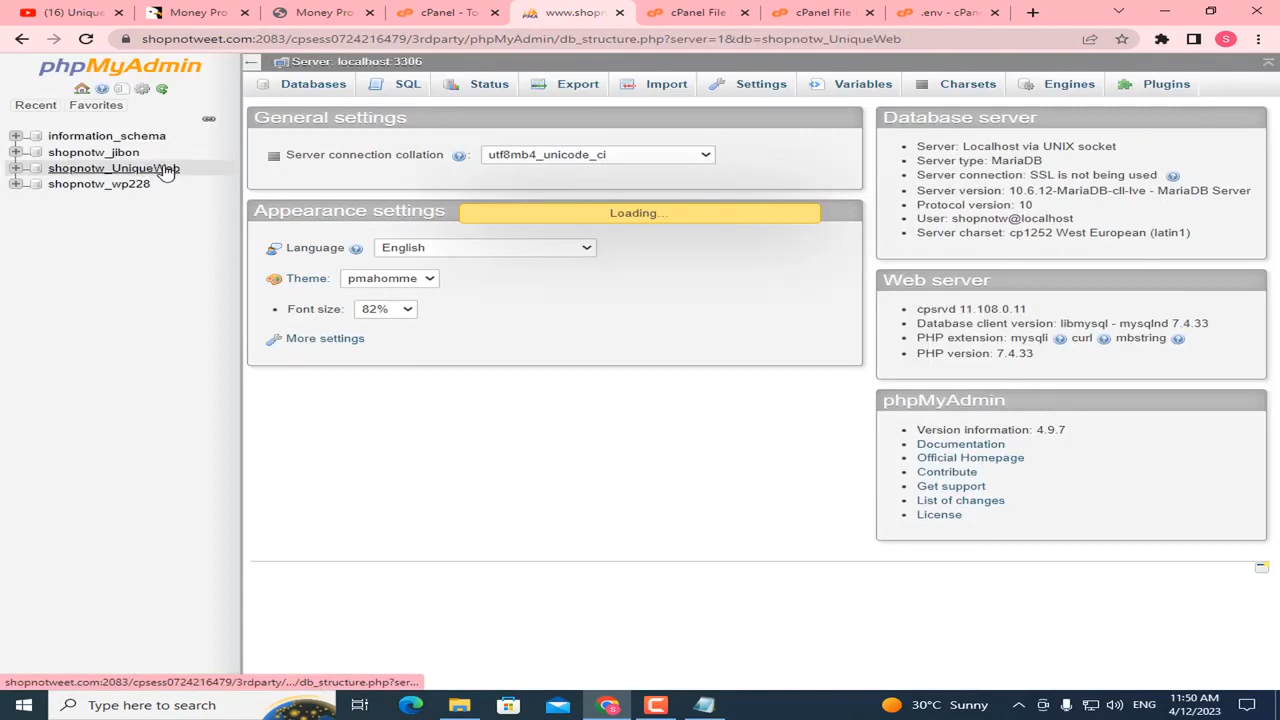 (16) Unique
Money Pro
Money Pro
cPanel - To
www.shop
cPanel File
cPanel File
.env - cPa
shopnotweet.com:2083/cpsess0724216479/3rdparty/phpMyAdmin/db_structure.php?server=1&db=shopnotw_UniqueWeb
S
phpMyAdmin
Recent
Favorites
information_schema
shopnotw_jibon
shopnotw_UniqueWeb
shopnotw_wp228
Server: localhost:3306
Databases
SQL
Status
Export
Import
Settings
Variables
Charsets
Engines
Plugins
General settings
Server connection collation
utf8mb4_unicode_ci
Appearance settings
Loading...
Language
English
Theme:
pmahomme
Font size:
82%
More settings
Database server
Server: Localhost via UNIX socket
Server type: MariaDB
Server connection: SSL is not being used
Server version: 10.6.12-MariaDB-cll-lve - MariaDB Server
Protocol version: 10
User: shopnotw@localhost
Server charset: cp1252 West European (latin1)
Web server
cpsrvd 11.108.0.11
Database client version: libmysql - mysqlnd 7.4.33
PHP extension: mysqli curl mbstring
PHP version: 7.4.33
phpMyAdmin
Version information: 4.9.7
Documentation
Official Homepage
Contribute
Get support
List of changes
License
shopnotweet.com:2083/cpsess0724216479/3rdparty/.../db_structure.php?ser...
Type here to search
30°C Sunny
ENG
11:50 AM
4/12/2023